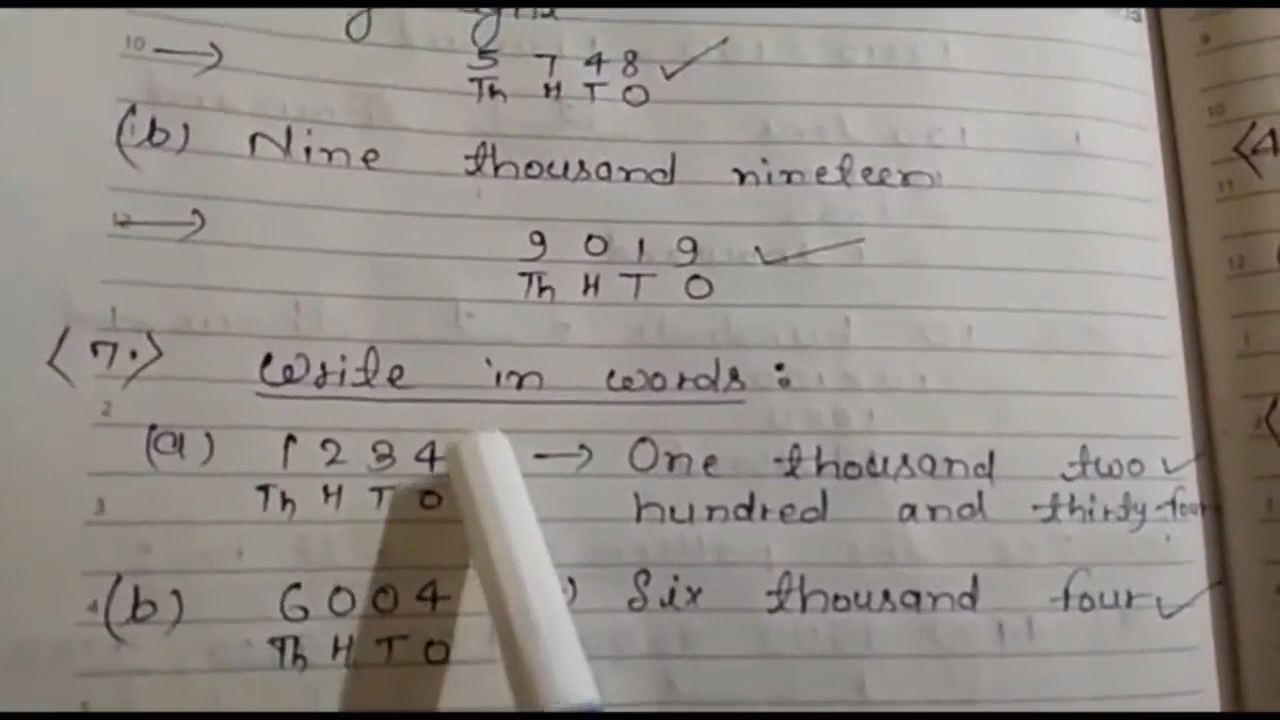 5 7 4 8
Th H T O
(b) Nine thousand nineteen
9 0 1 9
Th H T O
<7.> Write in words:
(a) 1 2 3 4 → One thousand two
Th H T O hundred and thirty-four
(b) 6 0 0 4 Six thousand four
Th H T O